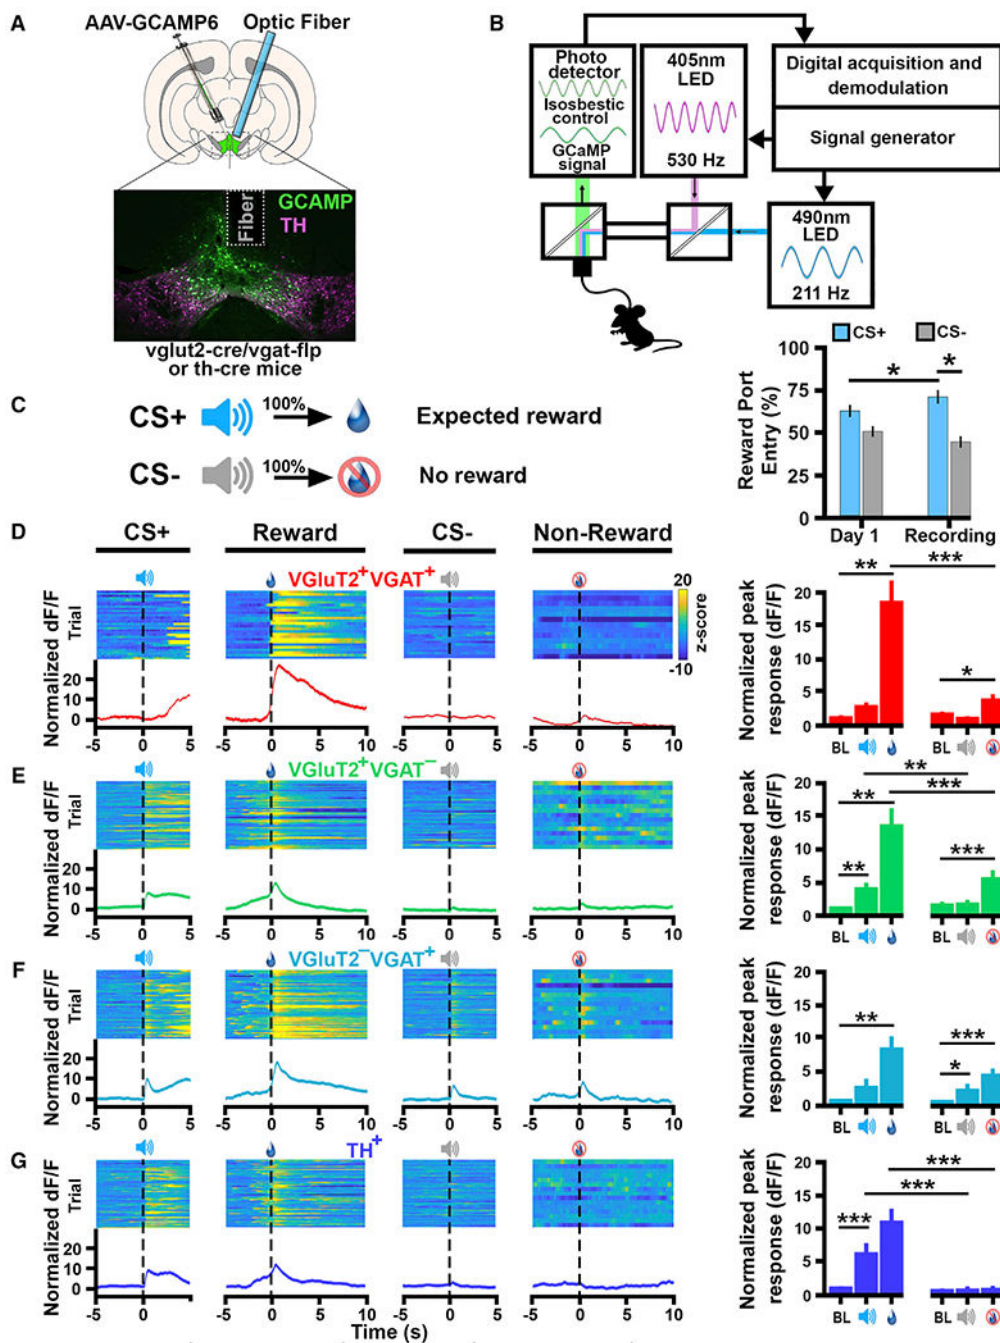 A
AAV-GCAMP6
Optic Fiber
Fiber
GCAMP
TH
vglut2-cre/vgat-flp
or th-cre mice
B
Photo
detector
Isosbestic
control
GCaMP
signal
405nm
LED
530 Hz
Digital acquisition and
demodulation
Signal generator
490nm
LED
211 Hz
C
CS+
100%
Expected reward
CS-
100%
No reward
CS+
CS-
Reward Port
Entry (%)
100
75
50
25
0
*
*
Day 1
Recording
D
CS+
Reward
CS-
Non-Reward
VGluT2+VGAT+
Trial
Normalized dF/F
20
10
0
-5 0 5
-5 0 5 10
-5 0 5
-5 0 5 10
20
z-score
-10
Normalized peak
response (dF/F)
20
15
10
5
0
**
***
*
BL
BL
E
VGluT2+VGAT-
Trial
Normalized dF/F
20
10
0
-5 0 5
-5 0 5 10
-5 0 5
-5 0 5 10
Normalized peak
response (dF/F)
20
15
10
5
0
**
***
**
**
***
BL
BL
F
VGluT2-VGAT+
Trial
Normalized dF/F
20
10
0
-5 0 5
-5 0 5 10
-5 0 5
-5 0 5 10
Normalized peak
response (dF/F)
20
15
10
5
0
**
***
*
BL
BL
G
TH+
Trial
Normalized dF/F
20
10
0
-5 0 5
-5 0 5 10
-5 0 5
-5 0 5 10
Time (s)
Normalized peak
response (dF/F)
20
15
10
5
0
***
***
***
BL
BL